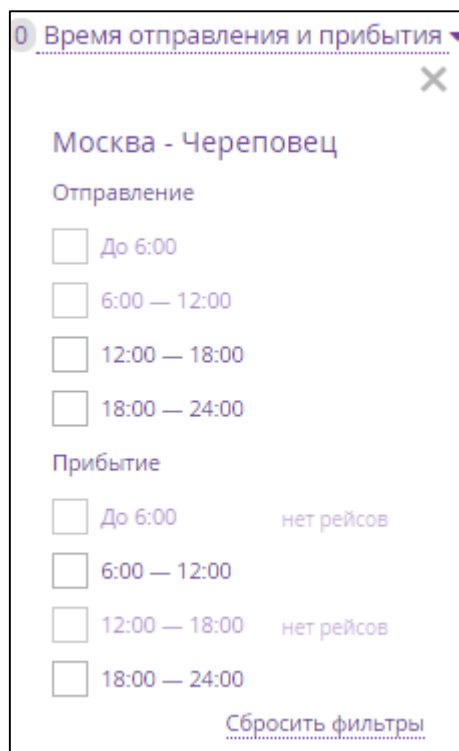 0 Время отправления и прибытия
Москва - Череповец
Отправление
До 6:00
6:00 — 12:00
12:00 — 18:00
18:00 — 24:00
Прибытие
До 6:00 нет рейсов
6:00 — 12:00
12:00 — 18:00 нет рейсов
18:00 — 24:00
Сбросить фильтры